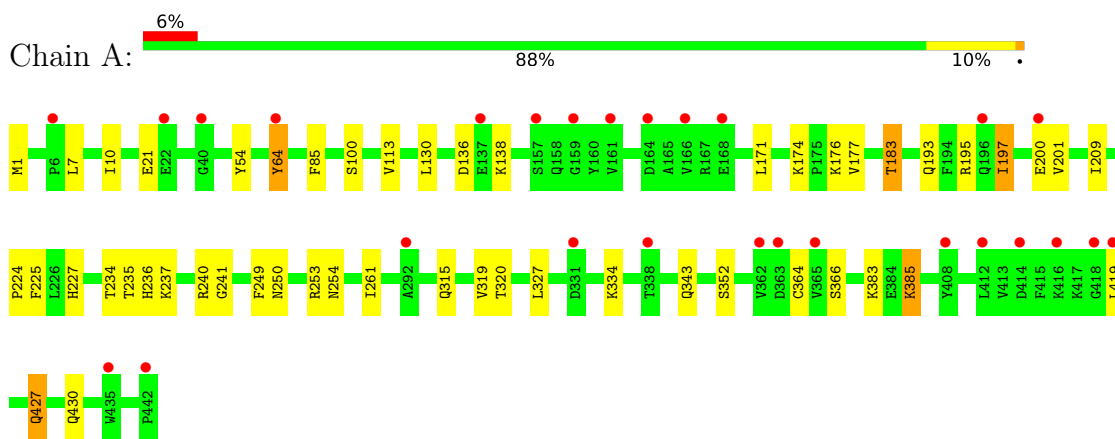 6%
Chain A:
88% 10% •
M1 P6 L7 I10 E21 E22 G40 Y54 Y64 F85 S100 V113 L130 D136 E137 K138 S157 Q158 G159 Y160 V161 D164 A165 V166 R167 E168 L171 K174 P175 K176 V177 T183 Q193 F194 R195 Q196 I197 E200 V201 I209
P224 F225 L226 H227 T234 T235 H236 K237 R240 G241 F249 N250 R253 N254 I261 A292 Q315 V319 T320 L327 D331 K334 T338 Q343 S352 V362 D363 C364 V365 S366 K383 E384 K385 Y408 L412 V413 D414 F415 K416 K417 G418 L419
Q427 Q430 W435 P442